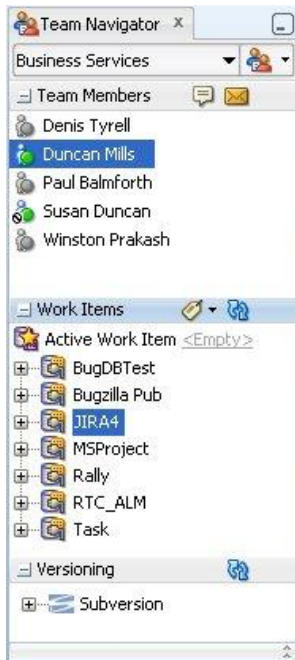 Team Navigator
Business Services
Team Members
Denis Tyrell
Duncan Mills
Paul Balmforth
Susan Duncan
Winston Prakash
Work Items
Active Work Item <Empty>
BugDBTest
Bugzilla Pub
JIRA4
MSProject
Rally
RTC_ALM
Task
Versioning
Subversion